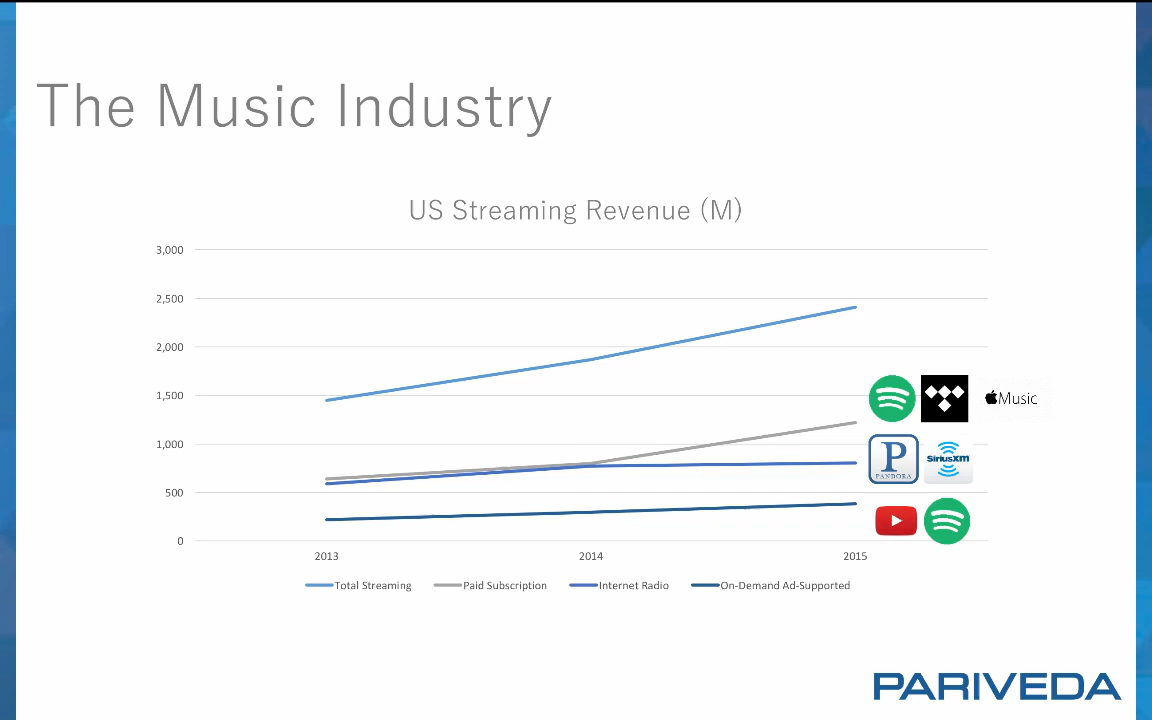 The Music Industry
US Streaming Revenue (M)
3,000
2,500
2,000
1,500
1,000
500
0
2013 2014 2015
Music
P
PANDORA
SiriusXM
Total Streaming Paid Subscription Internet Radio On-Demand Ad-Supported
PARIVEDA